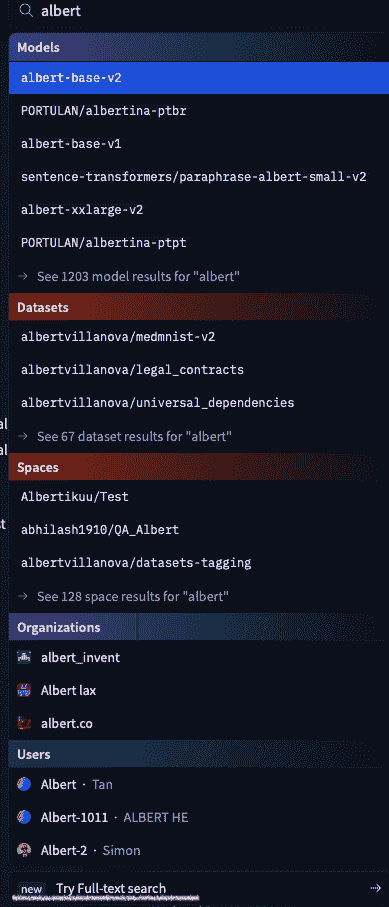 albert
Models
albert-base-v2
PORTULAN/albertina-ptbr
albert-base-v1
sentence-transformers/paraphrase-albert-small-v2
albert-xxlarge-v2
PORTULAN/albertina-ptpt
→ See 1203 model results for "albert"
Datasets
albertvillanova/medmnist-v2
albertvillanova/legal_contracts
albertvillanova/universal_dependencies
al
→ See 67 dataset results for "albert"
al
Spaces
Albertikuu/Test
st
abhilash1910/QA_Albert
albertvillanova/datasets-tagging
→ See 128 space results for "albert"
Organizations
albert_invent
Albert lax
albert.co
Users
Albert · Tan
Albert-1011 · ALBERT HE
Albert-2 · Simon
new Try Full-text search →